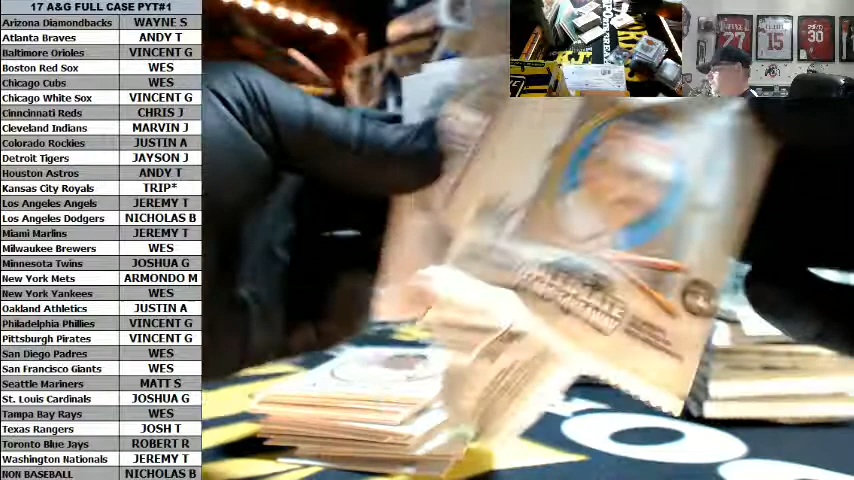 17 A&G FULL CASE PYT#1
Arizona Diamondbacks WAYNE S
Atlanta Braves ANDY T
Baltimore Orioles VINCENT G
Boston Red Sox WES
Chicago Cubs WES
Chicago White Sox VINCENT G
Cinncinati Reds CHRIS J
Cleveland Indians MARVIN J
Colorado Rockies JUSTIN A
Detroit Tigers JAYSON J
Houston Astros ANDY T
Kansas City Royals TRIP*
Los Angeles Angels JEREMY T
Los Angeles Dodgers NICHOLAS B
Miami Marlins JEREMY T
Milwaukee Brewers WES
Minnesota Twins JOSHUA G
New York Mets ARMONDO M
New York Yankees WES
Oakland Athletics JUSTIN A
Philadelphia Phillies VINCENT G
Pittsburgh Pirates VINCENT G
San Diego Padres WES
San Francisco Giants WES
Seattle Mariners MATT S
St. Louis Cardinals JOSHUA G
Tampa Bay Rays WES
Texas Rangers JOSH T
Toronto Blue Jays ROBERT R
Washington Nationals JEREMY T
NON BASEBALL NICHOLAS B
27
15
30